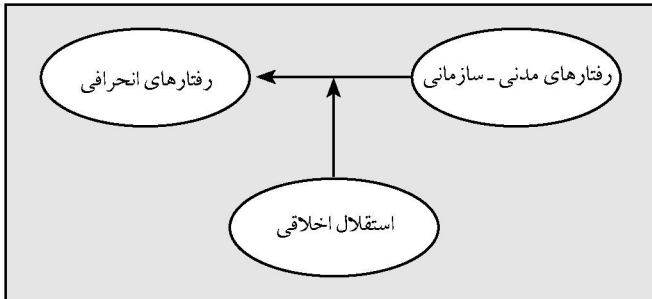 رفتارهای مدنی ـ سازمانی
رفتارهای انحرافی
استقلال اخلاقی